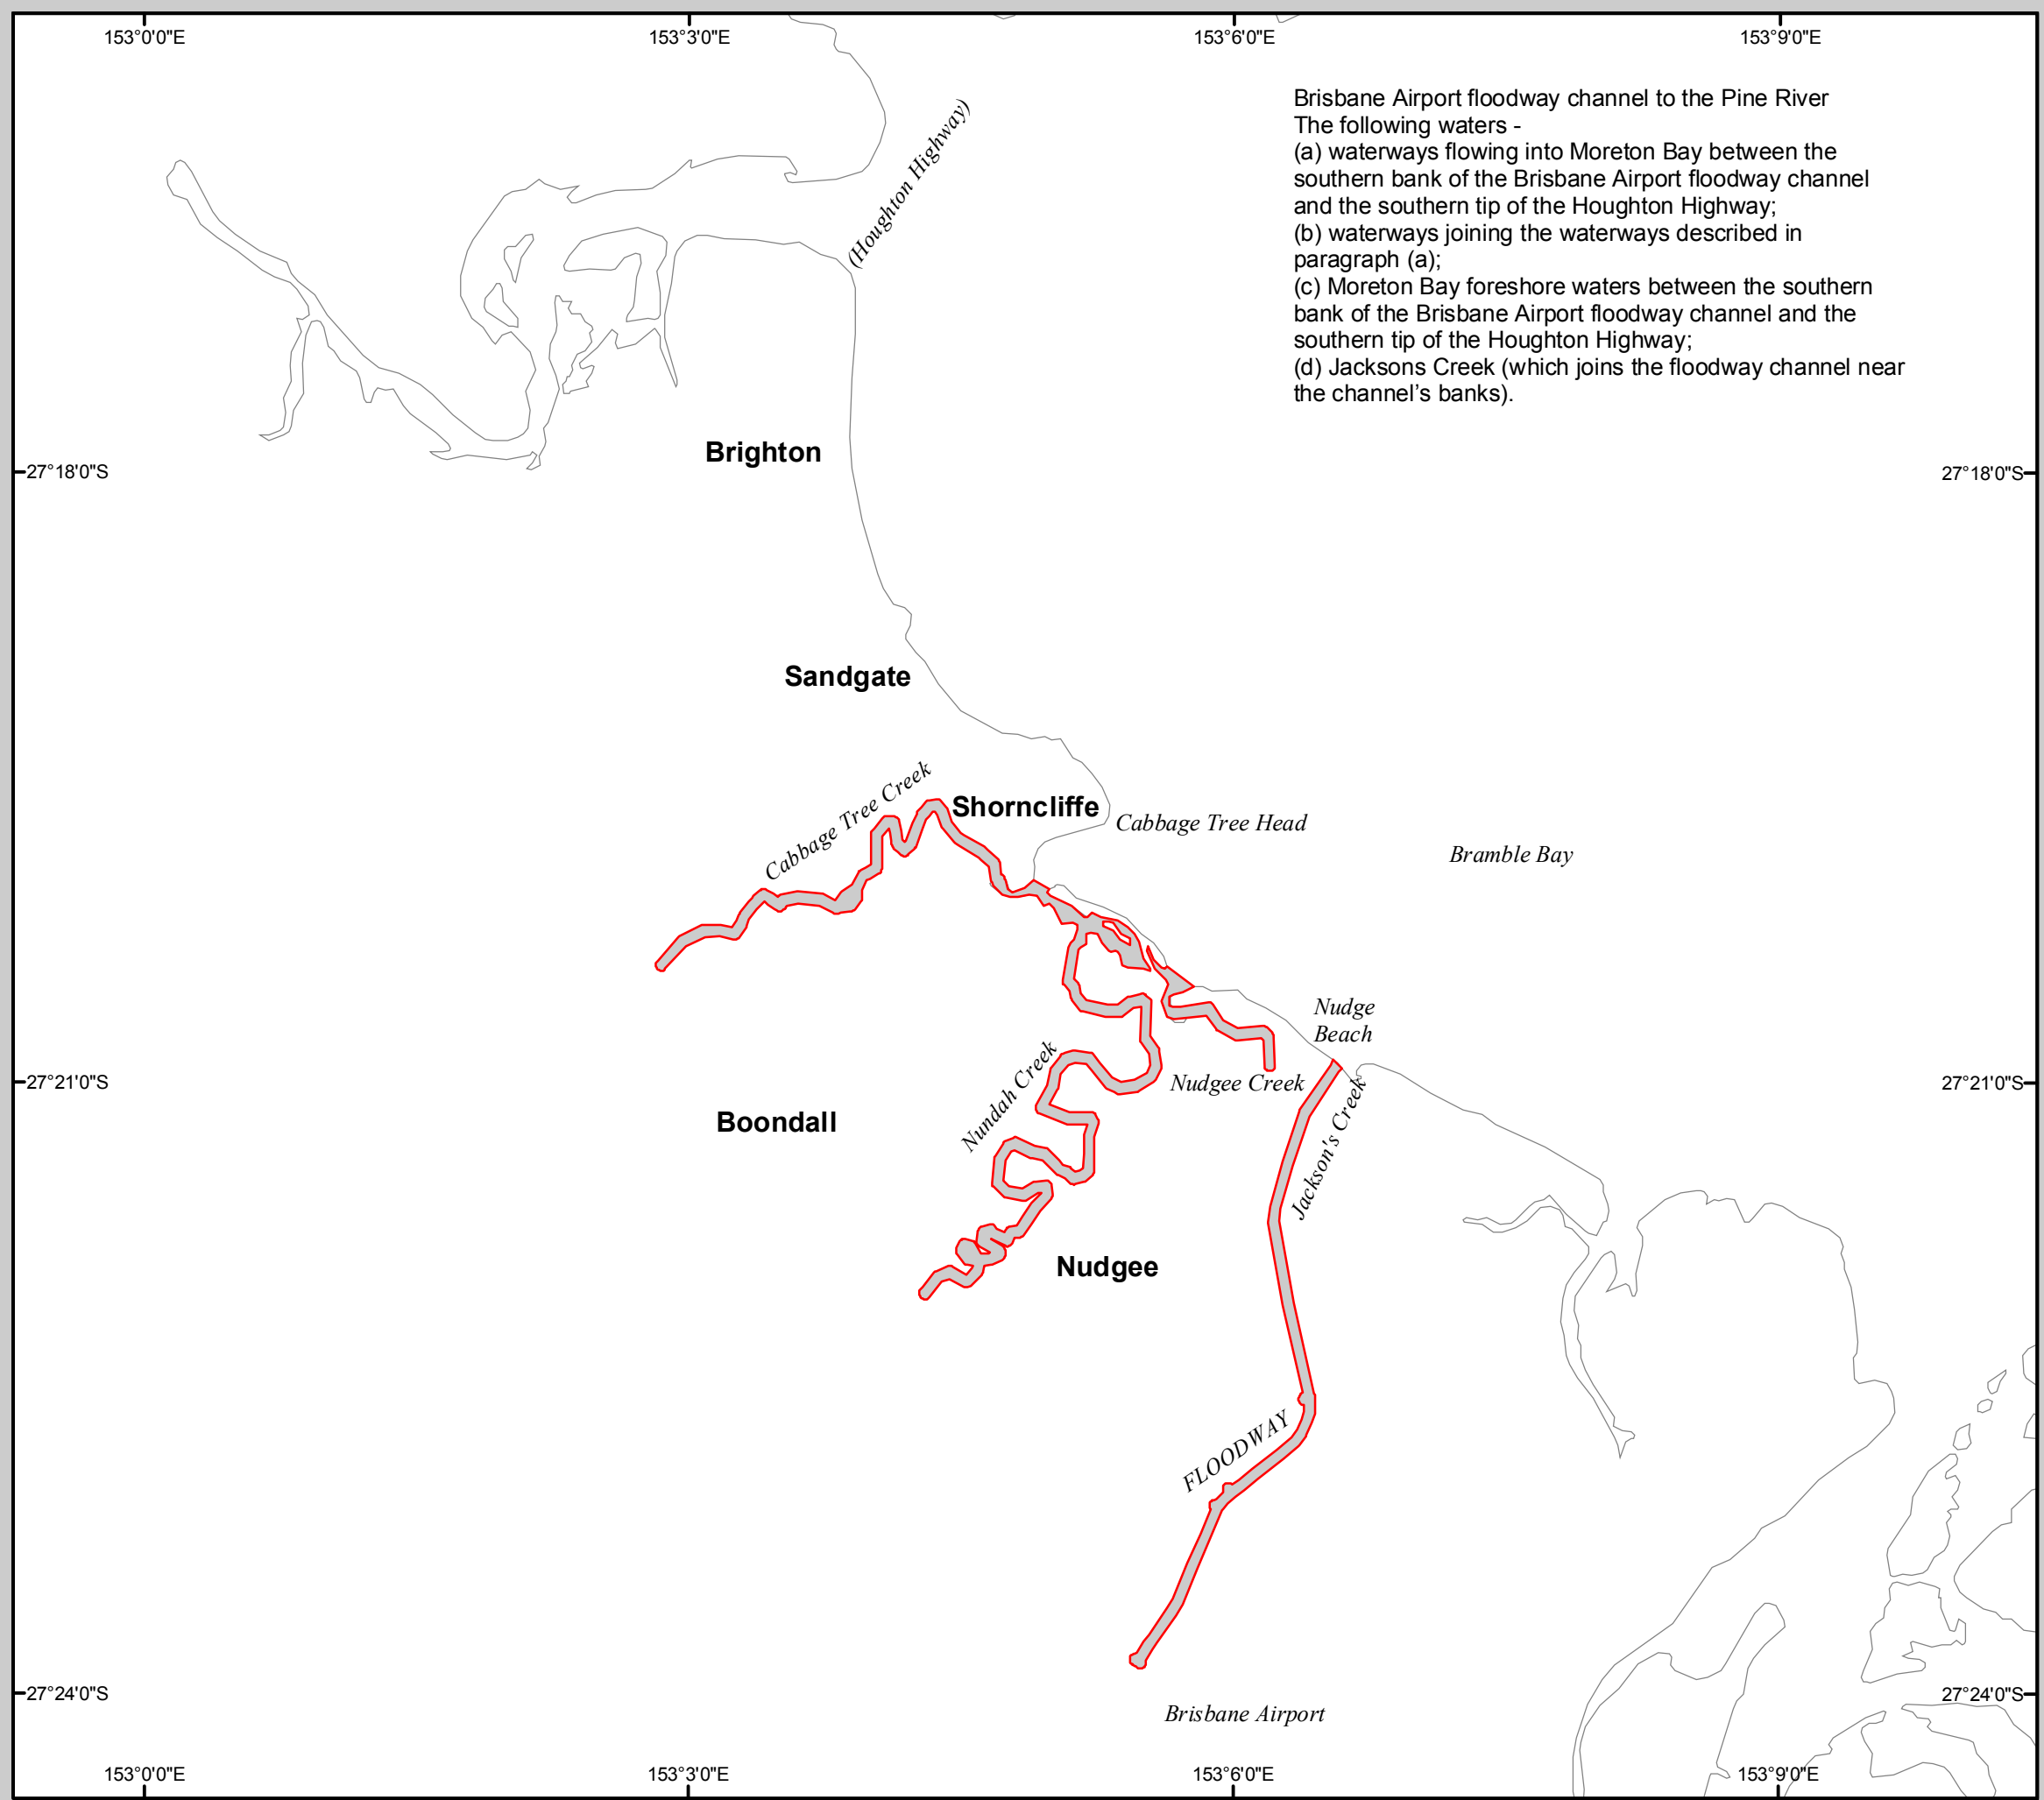 153°0'0"E
153°3'0"E
153°6'0"E
153°9'0"E
Brisbane Airport floodway channel to the Pine River
The following waters -
(a) waterways flowing into Moreton Bay between the
southern bank of the Brisbane Airport floodway channel
and the southern tip of the Houghton Highway;
(b) waterways joining the waterways described in
paragraph (a);
(c) Moreton Bay foreshore waters between the southern
bank of the Brisbane Airport floodway channel and the
southern tip of the Houghton Highway;
(d) Jacksons Creek (which joins the floodway channel near
the channel's banks).
(Houghton Highway)
Brighton
27°18'0"S
27°18'0"S
Sandgate
Cabbage Tree Creek
Shorncliffe
Cabbage Tree Head
Bramble Bay
Nudge
Beach
Nundah Creek
Nudgee Creek
27°21'0"S
27°21'0"S
Boondall
Jackson's Creek
Nudgee
FLOODWAY
27°24'0"S
27°24'0"S
Brisbane Airport
153°0'0"E
153°3'0"E
153°6'0"E
153°9'0"E